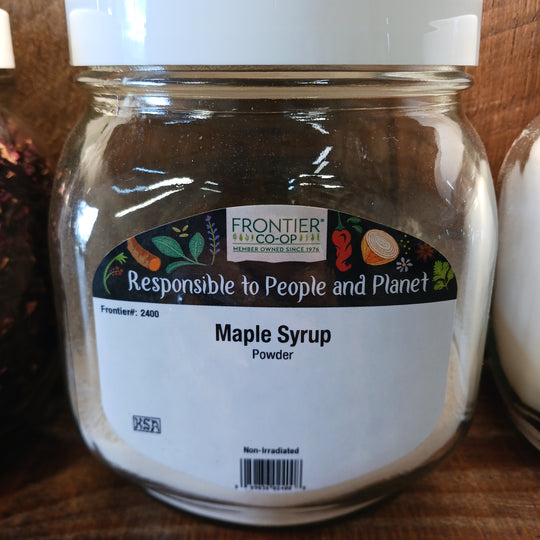 FRONTIER®
CO-OP
MEMBER OWNED SINCE 1976
Responsible to People and Planet
Frontier#: 2400
Maple Syrup
Powder
KSA
Non-Irradiated